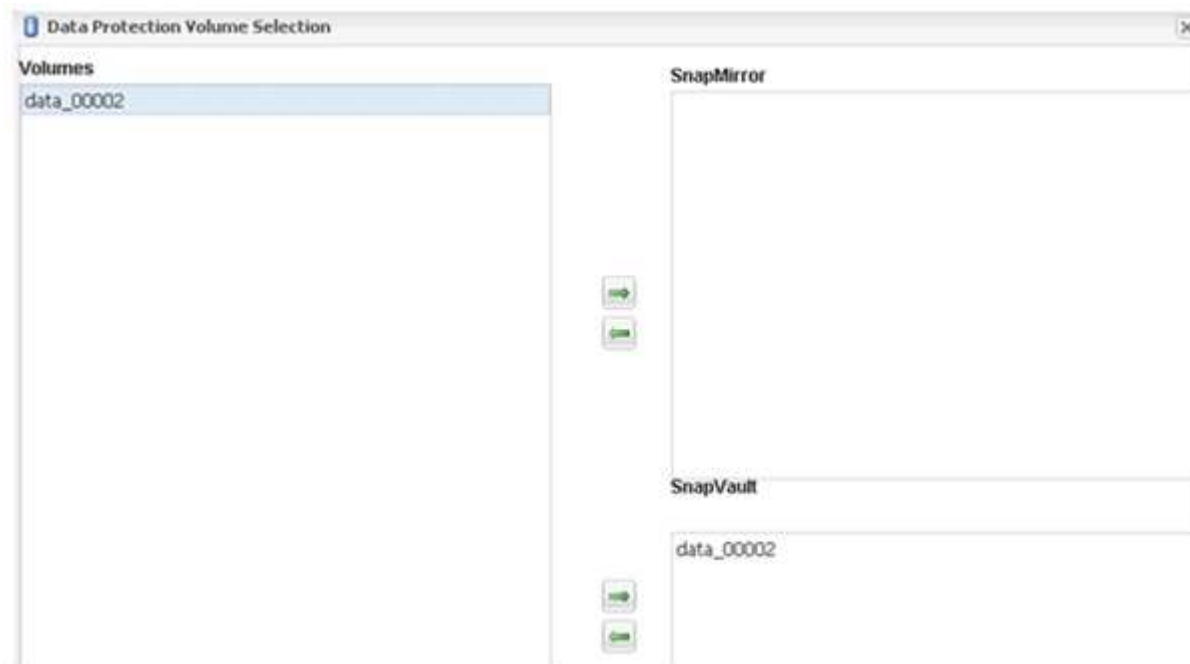 Data Protection Volume Selection
Volumes
data_00002
SnapMirror
SnapVault
data_00002